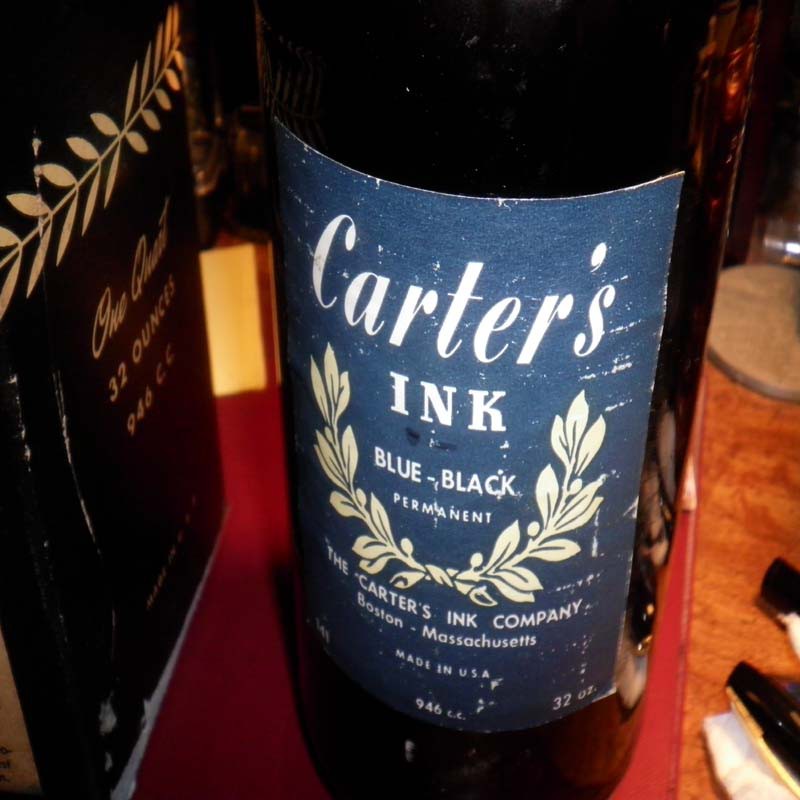 One Quart
32 OUNCES
946 C.C.
Carter's
INK
BLUE-BLACK
PERMANENT
THE CARTER'S INK COMPANY
Boston - Massachusetts
141
MADE IN U.S.A.
946 c.c.
32 oz.